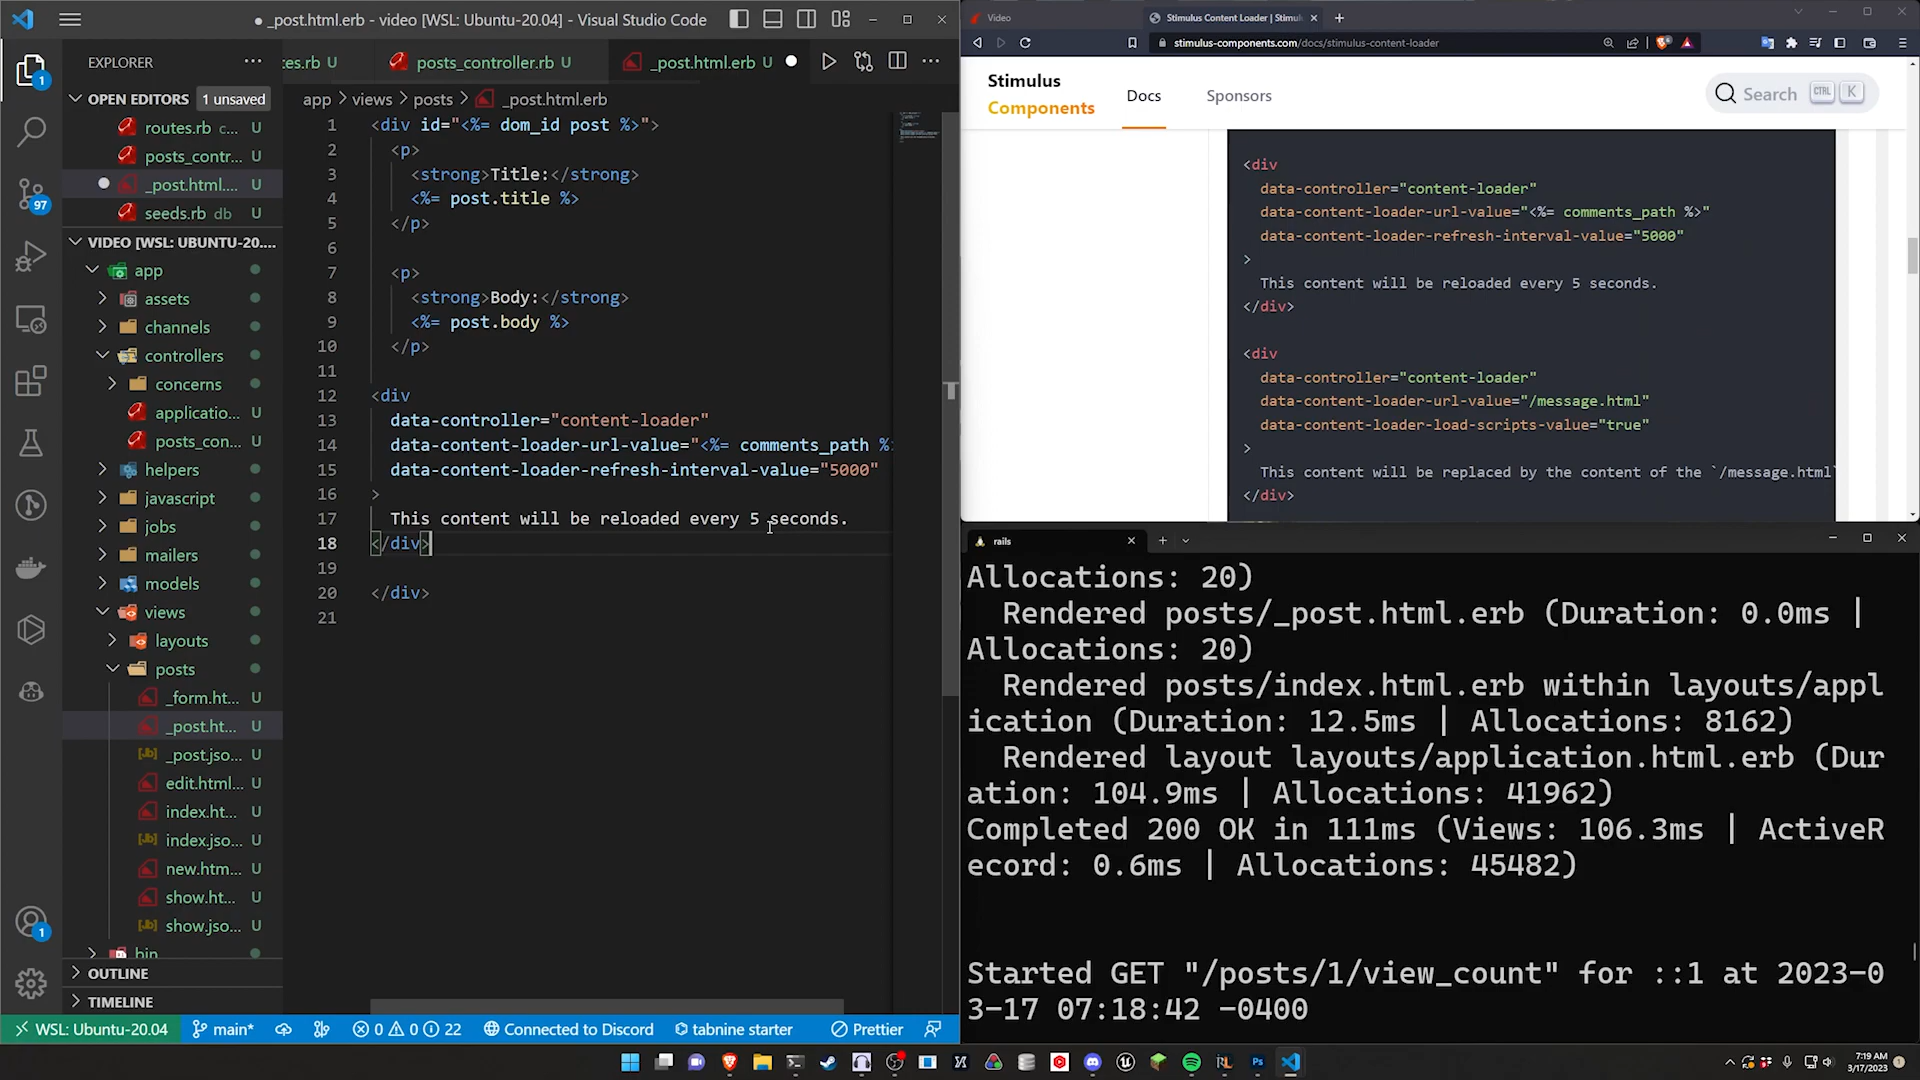 _post.html.erb - video [WSL: Ubuntu-20.04] - Visual Studio Code
EXPLORER
OPEN EDITORS
1 unsaved
routes.rb c...
U
posts_contr...
U
_post.html....
U
seeds.rb db
U
VIDEO [WSL: UBUNTU-20....
app
assets
channels
controllers
concerns
applicatio...
U
posts_con...
U
helpers
javascript
jobs
mailers
models
views
layouts
posts
_form.ht...
U
_post.ht...
U
_post.jso...
U
edit.html...
U
index.ht...
U
index.jso...
U
new.htm...
U
show.ht...
U
show.jso...
U
bin
OUTLINE
TIMELINE
1
97
1
tes.rb U
posts_controller.rb U
_post.html.erb U
app > views > posts > _post.html.erb
1 <div id="<%= dom_id post %>">
2 <p>
3 <strong>Title:</strong>
4 <%= post.title %>
5 </p>
6
7 <p>
8 <strong>Body:</strong>
9 <%= post.body %>
10 </p>
11
12 <div
13 data-controller="content-loader"
14 data-content-loader-url-value="<%= comments_path %
15 data-content-loader-refresh-interval-value="5000"
16 >
17 This content will be reloaded every 5 seconds.
18 </div>
19
20 </div>
21
WSL: Ubuntu-20.04
main*
0 0 22
Connected to Discord
tabnine starter
Prettier
Video
Stimulus Content Loader | Stimul
stimulus-components.com/docs/stimulus-content-loader
Stimulus
Components
Docs
Sponsors
Search
CTRL
K
<div
data-controller="content-loader"
data-content-loader-url-value="<%= comments_path %>"
data-content-loader-refresh-interval-value="5000"
>
This content will be reloaded every 5 seconds.
</div>
<div
data-controller="content-loader"
data-content-loader-url-value="/message.html"
data-content-loader-load-scripts-value="true"
>
This content will be replaced by the content of the `/message.html`
</div>
rails
Allocations: 20)
Rendered posts/_post.html.erb (Duration: 0.0ms |
Allocations: 20)
Rendered posts/index.html.erb within layouts/appl
ication (Duration: 12.5ms | Allocations: 8162)
Rendered layout layouts/application.html.erb (Dur
ation: 104.9ms | Allocations: 41962)
Completed 200 OK in 111ms (Views: 106.3ms | ActiveR
ecord: 0.6ms | Allocations: 45482)
Started GET "/posts/1/view_count" for ::1 at 2023-0
3-17 07:18:42 -0400
7:19 AM
3/17/2023